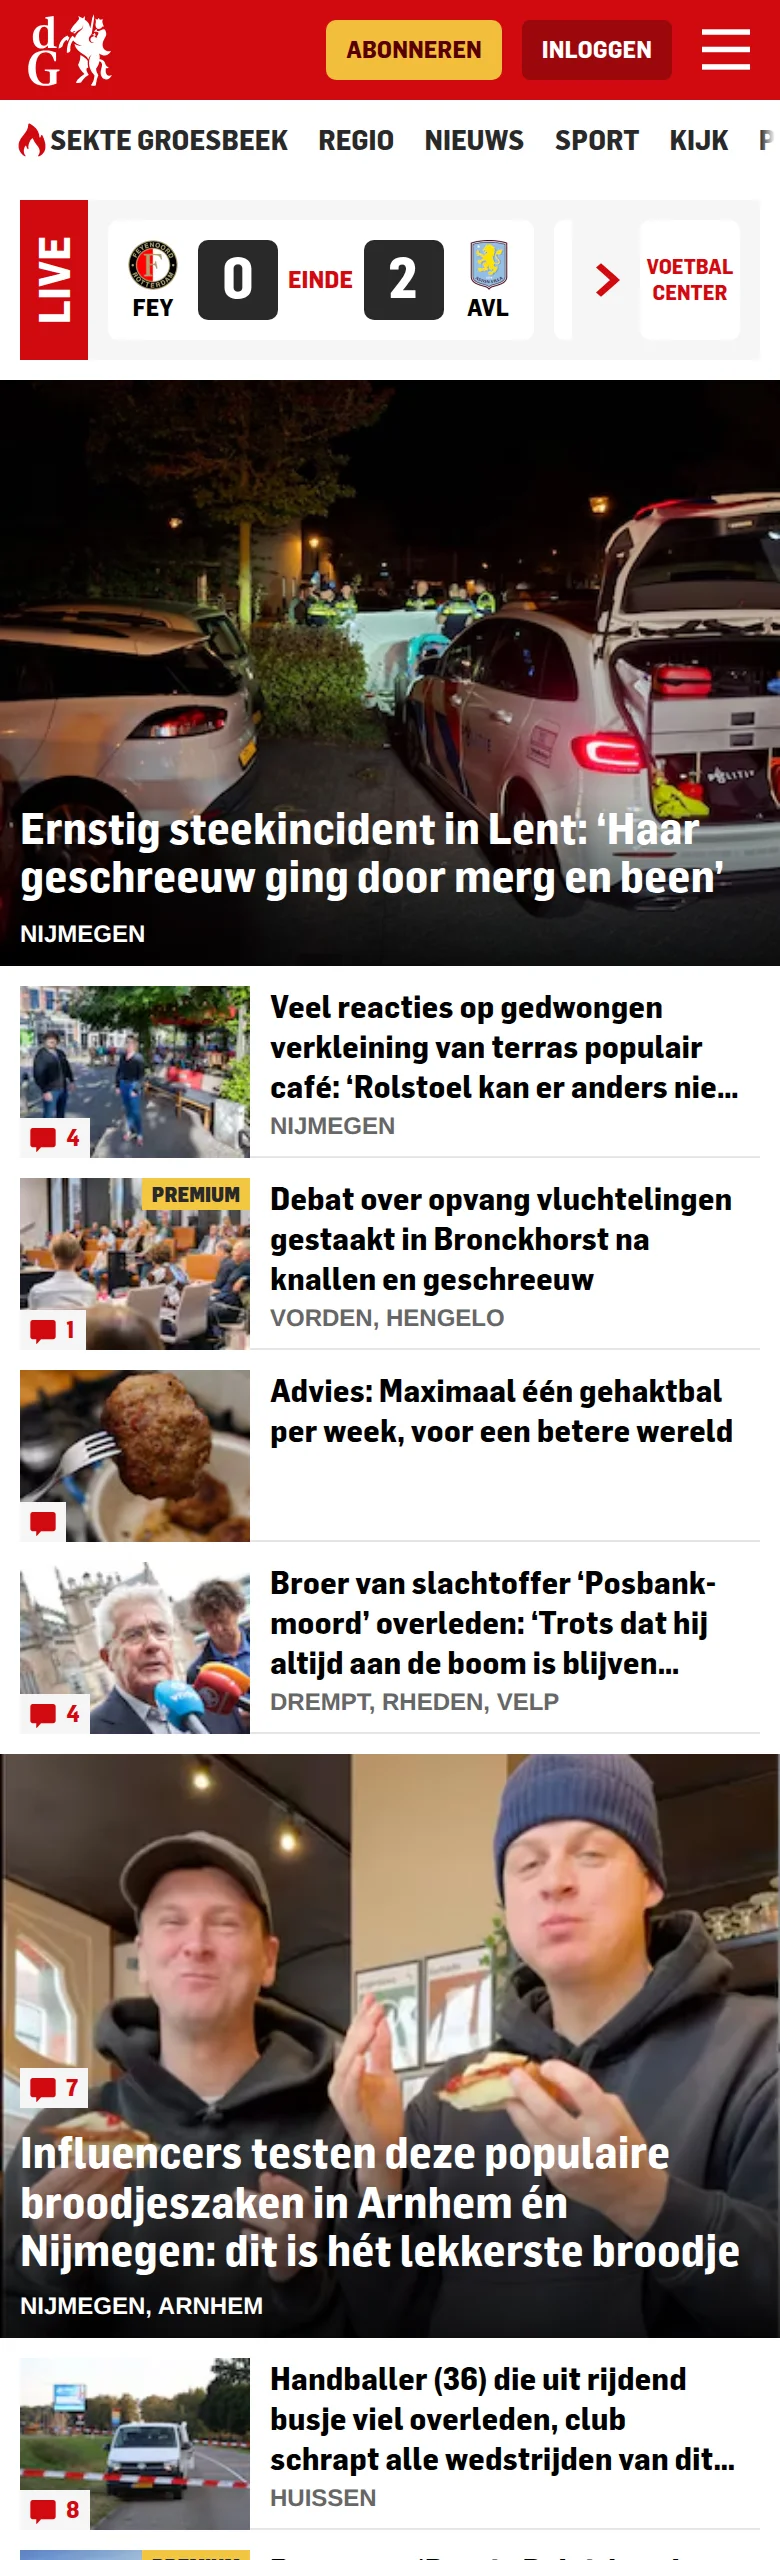 dG
ABONNEREN
INLOGGEN
SEKTE GROESBEEK
REGIO
NIEUWS
SPORT
KIJK
P
LIVE
FEYENOORD
ROTTERDAM
FEY
0
EINDE
2
AVL
VOETBAL
CENTER
POLITIE
Ernstig steekincident in Lent: ‘Haar
geschreeuw ging door merg en been’
NIJMEGEN
Veel reacties op gedwongen
verkleining van terras populair
café: ‘Rolstoel kan er anders nie...
NIJMEGEN
4
PREMIUM
Debat over opvang vluchtelingen
gestaakt in Bronckhorst na
knallen en geschreeuw
VORDEN, HENGELO
1
Advies: Maximaal één gehaktbal
per week, voor een betere wereld
Broer van slachtoffer ‘Posbank-
moord’ overleden: ‘Trots dat hij
altijd aan de boom is blijven...
DREMPT, RHEDEN, VELP
4
7
Influencers testen deze populaire
broodjeszaken in Arnhem én
Nijmegen: dit is hét lekkerste broodje
NIJMEGEN, ARNHEM
Handballer (36) die uit rijdend
busje viel overleden, club
schrapt alle wedstrijden van dit...
HUISSEN
8